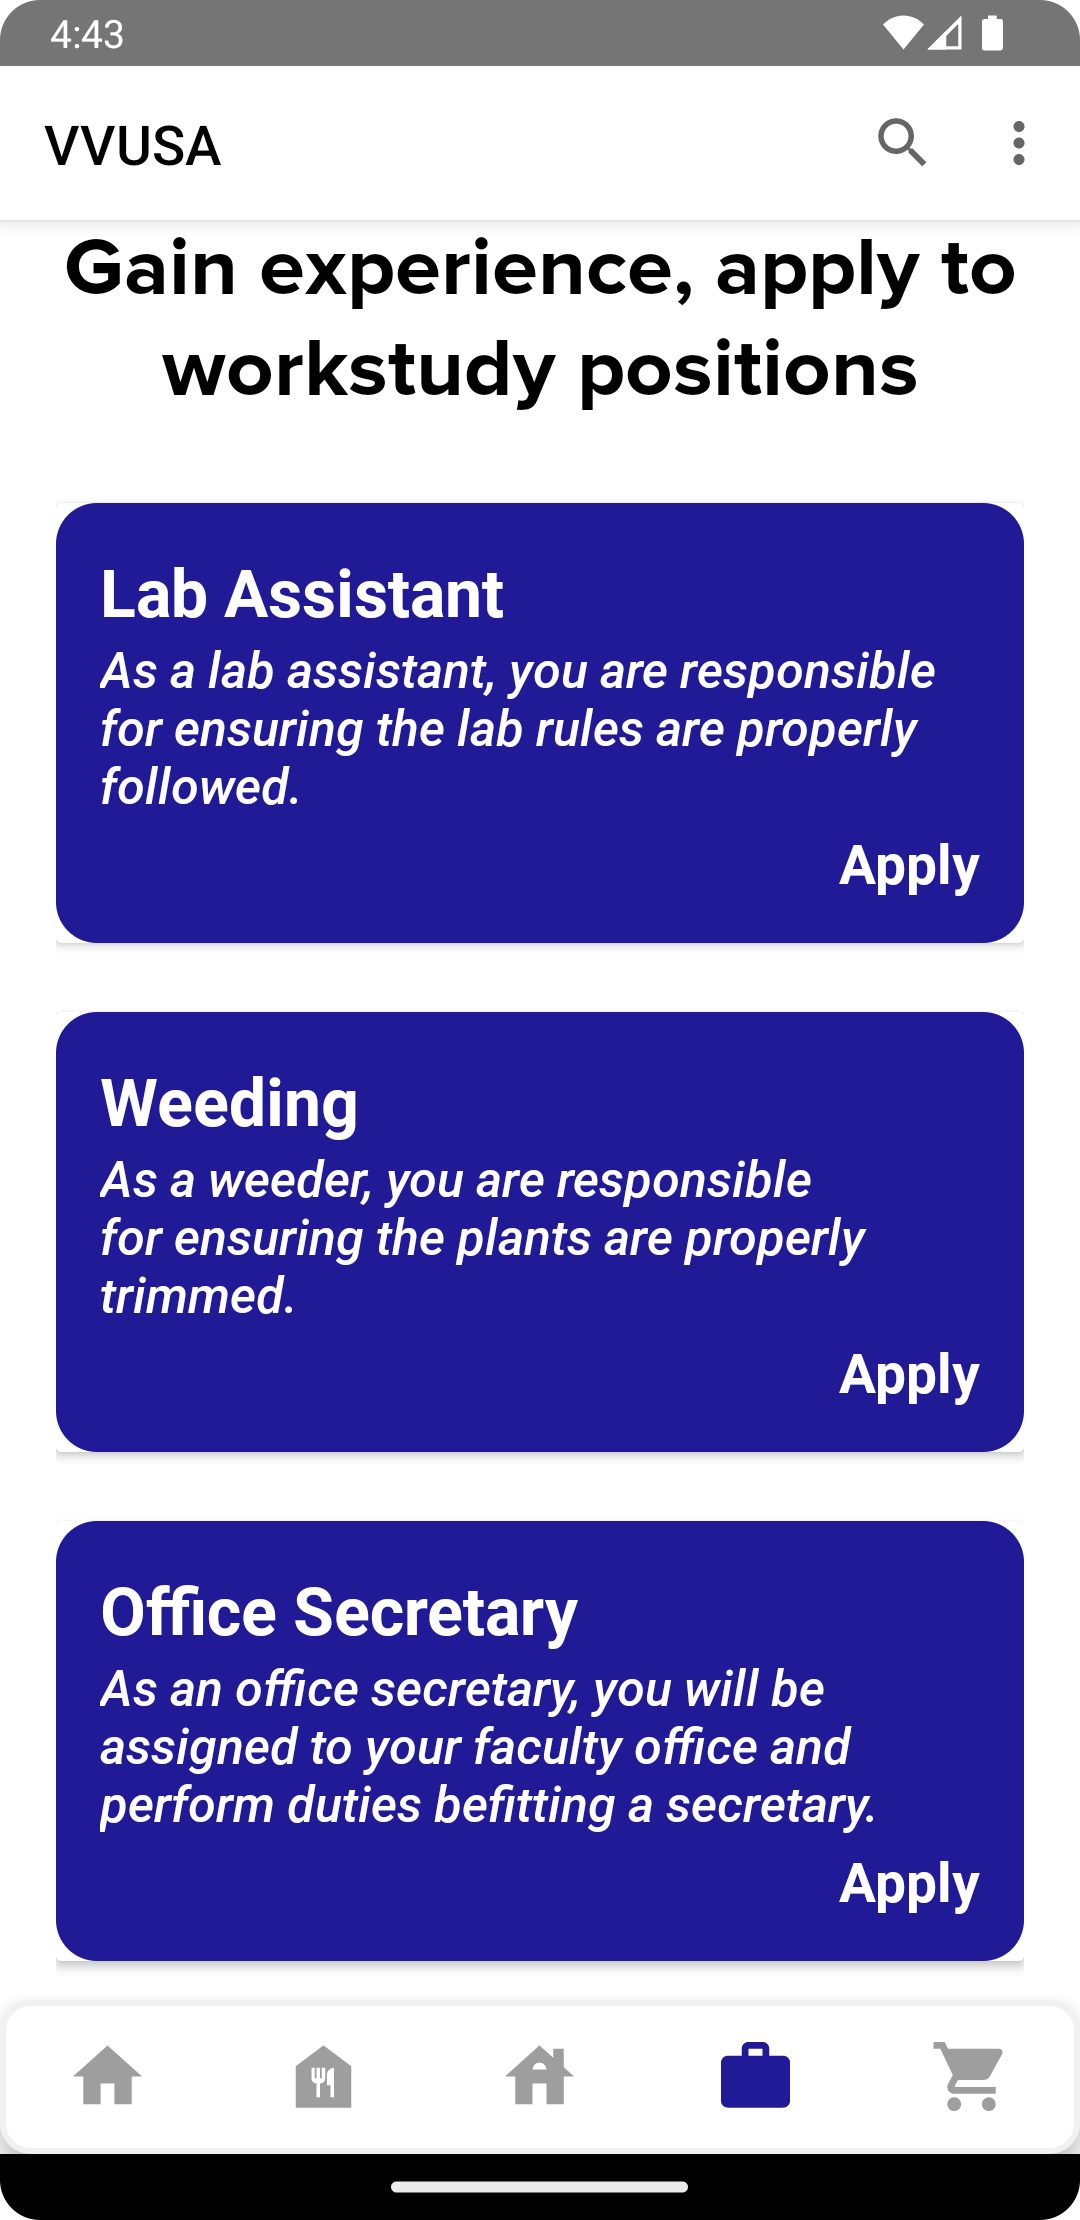 4:43
VVUSA
Gain experience, apply to
workstudy positions
Lab Assistant
As a lab assistant, you are responsible
for ensuring the lab rules are properly
followed.
Apply
Weeding
As a weeder, you are responsible
for ensuring the plants are properly
trimmed.
Apply
Office Secretary
As an office secretary, you will be
assigned to your faculty office and
perform duties befitting a secretary.
Apply